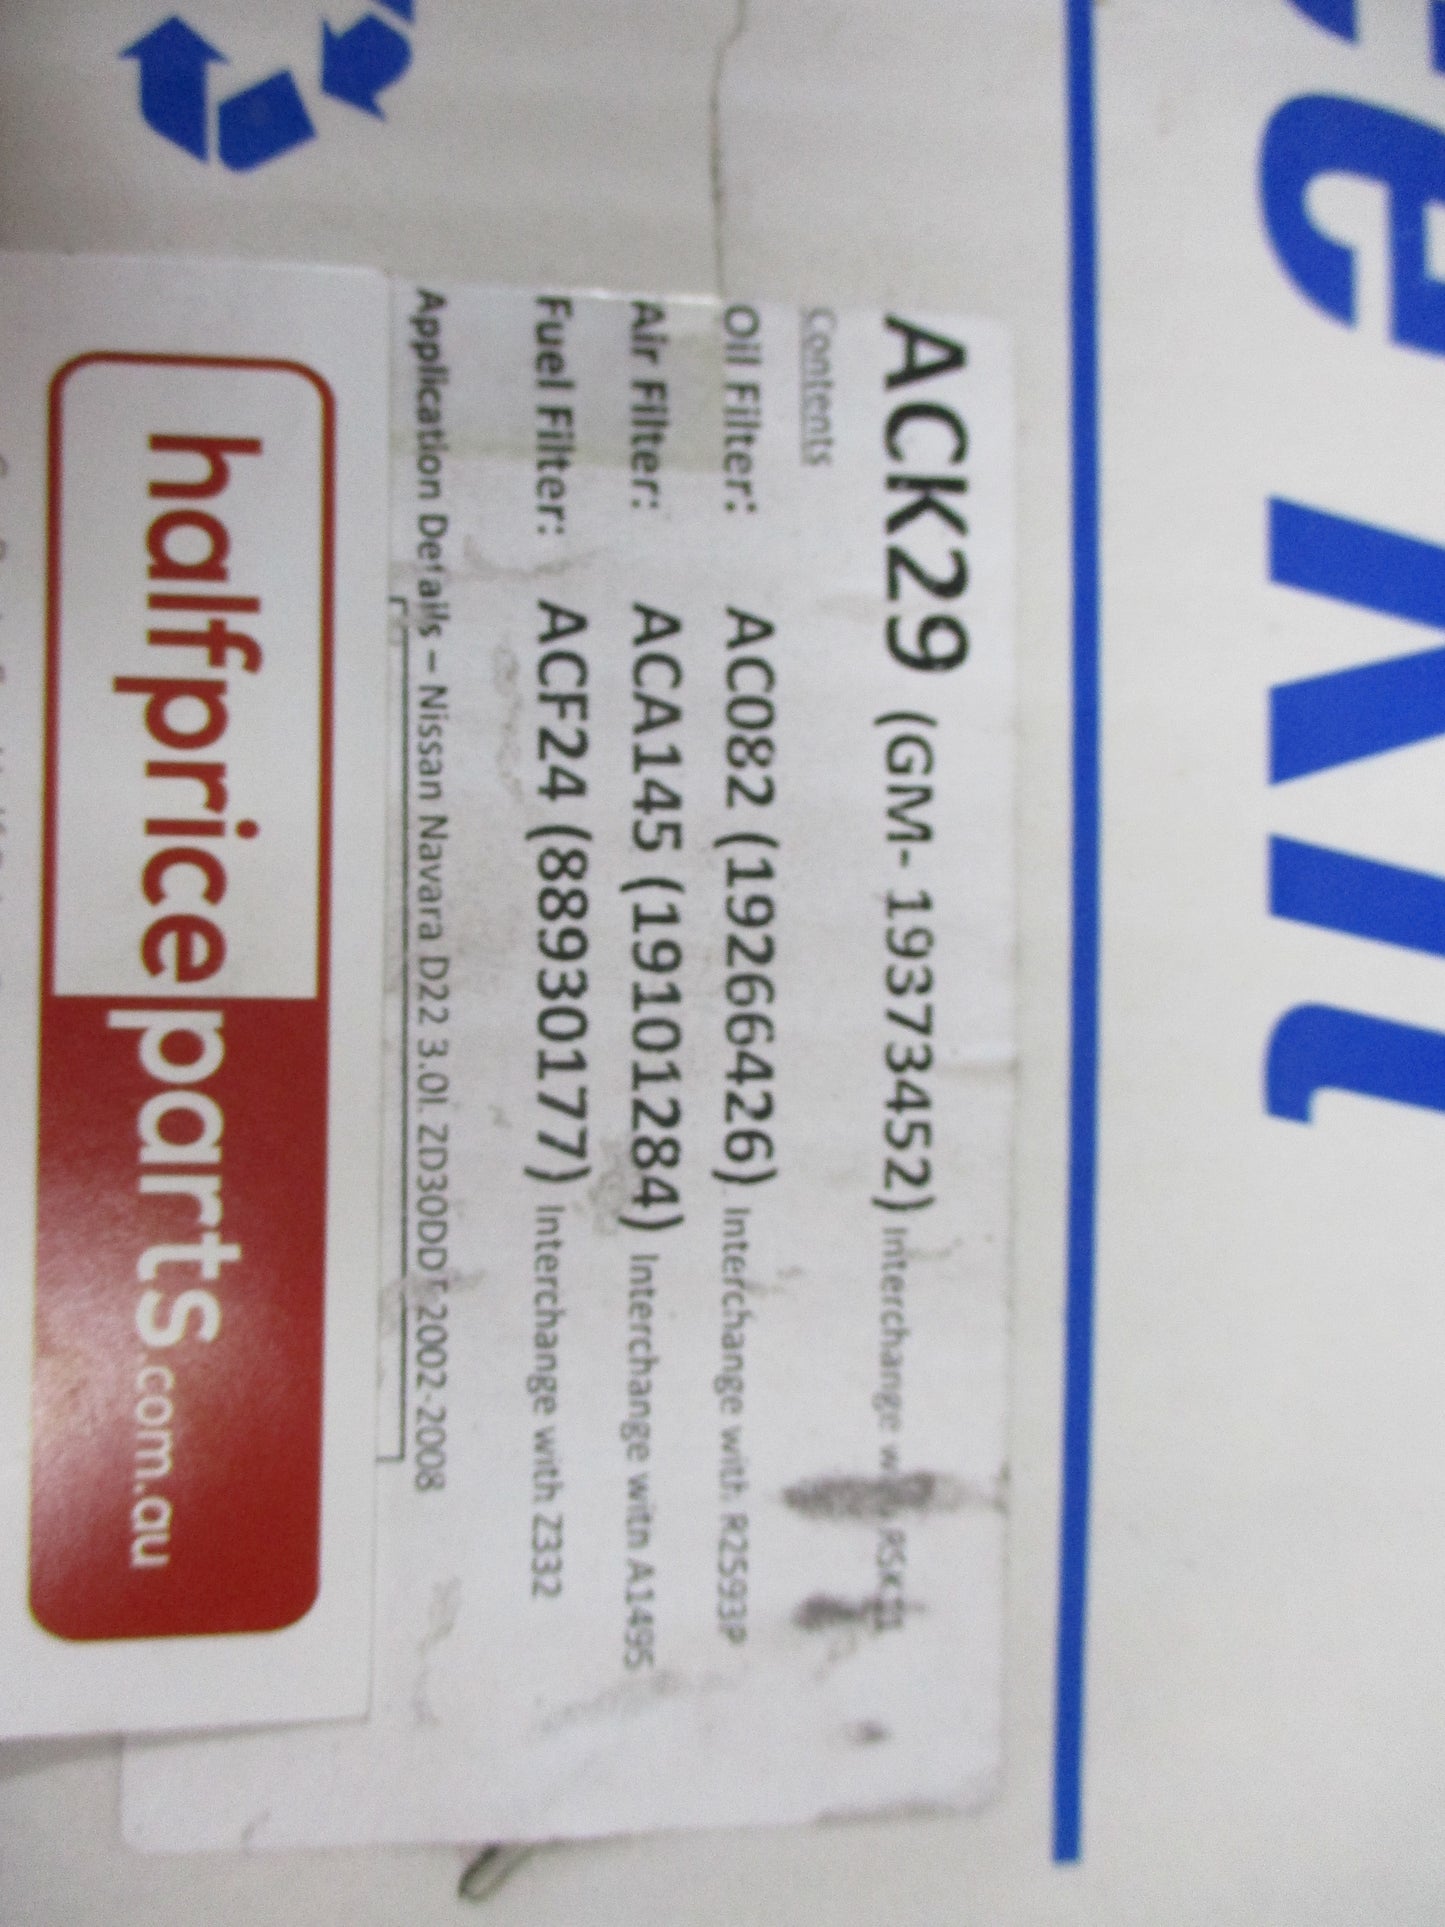 e Kit
ACK29 (GM- 19373452) Interchange
Contents
Oil Filter: AC082 (19266426) Interchange with R2593P
Air Filter: ACA145 (19101284) Interchange with A1495
Fuel Filter: ACF24 (88930177) Interchange with Z332
Application Details – Nissan Navara D22 3.0L ZD30DDT 2002-2008
halfpriceparts.com.au